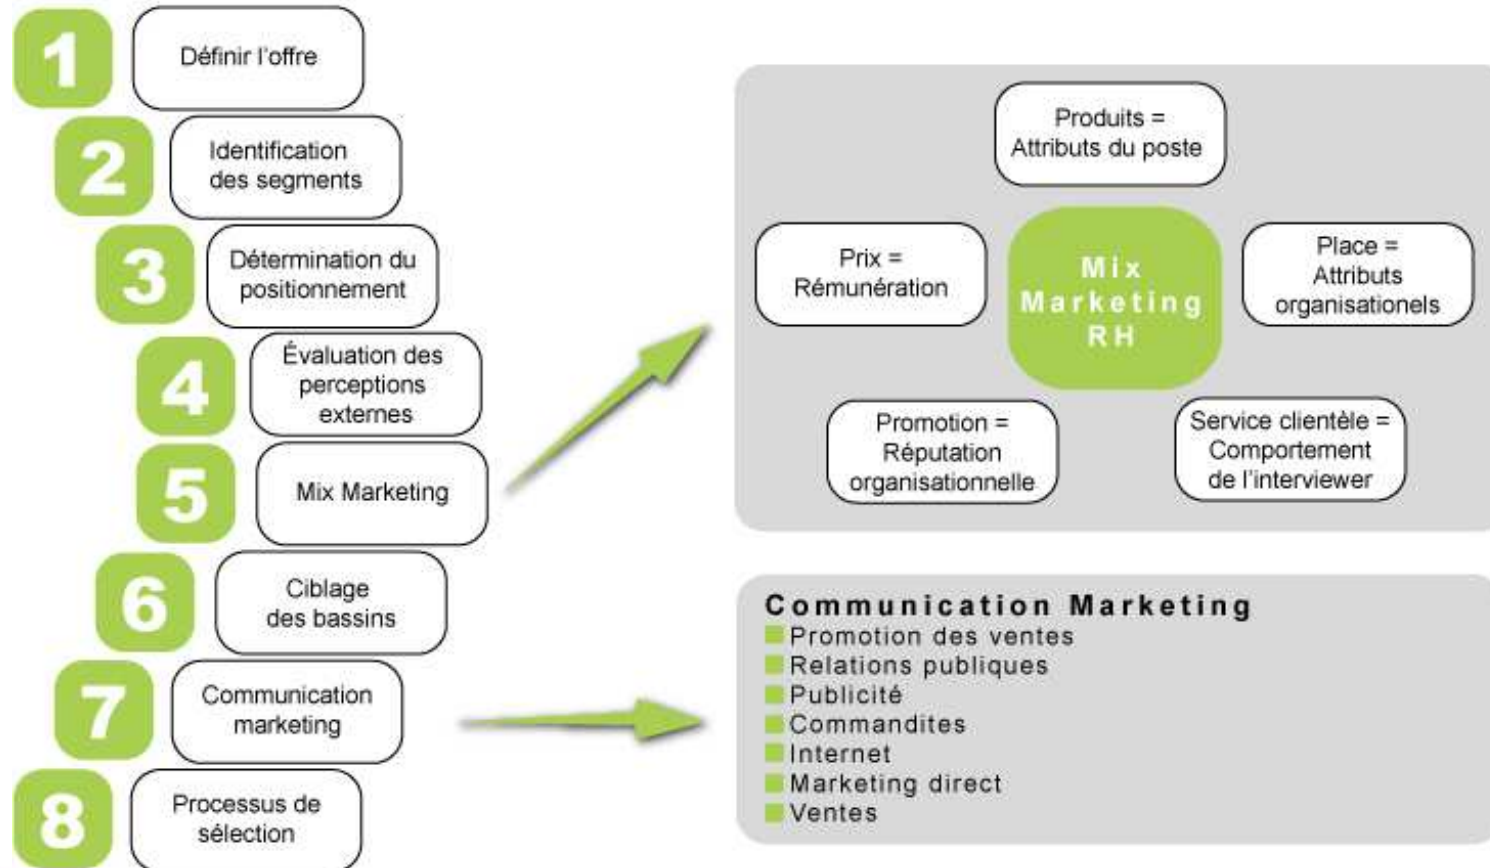 1
Définir l'offre
2
Identification
des segments
3
Détermination du
positionnement
4
Évaluation des
perceptions
externes
5
Mix Marketing
6
Ciblage
des bassins
7
Communication
marketing
8
Processus de
sélection
Produits =
Attributs du poste
Prix =
Rémunération
Mix
Marketing
RH
Place =
Attributs
organisationels
Promotion =
Réputation
organisationnelle
Service clientèle =
Comportement
de l'interviewer
Communication Marketing
Promotion des ventes
Relations publiques
Publicité
Commandites
Internet
Marketing direct
Ventes